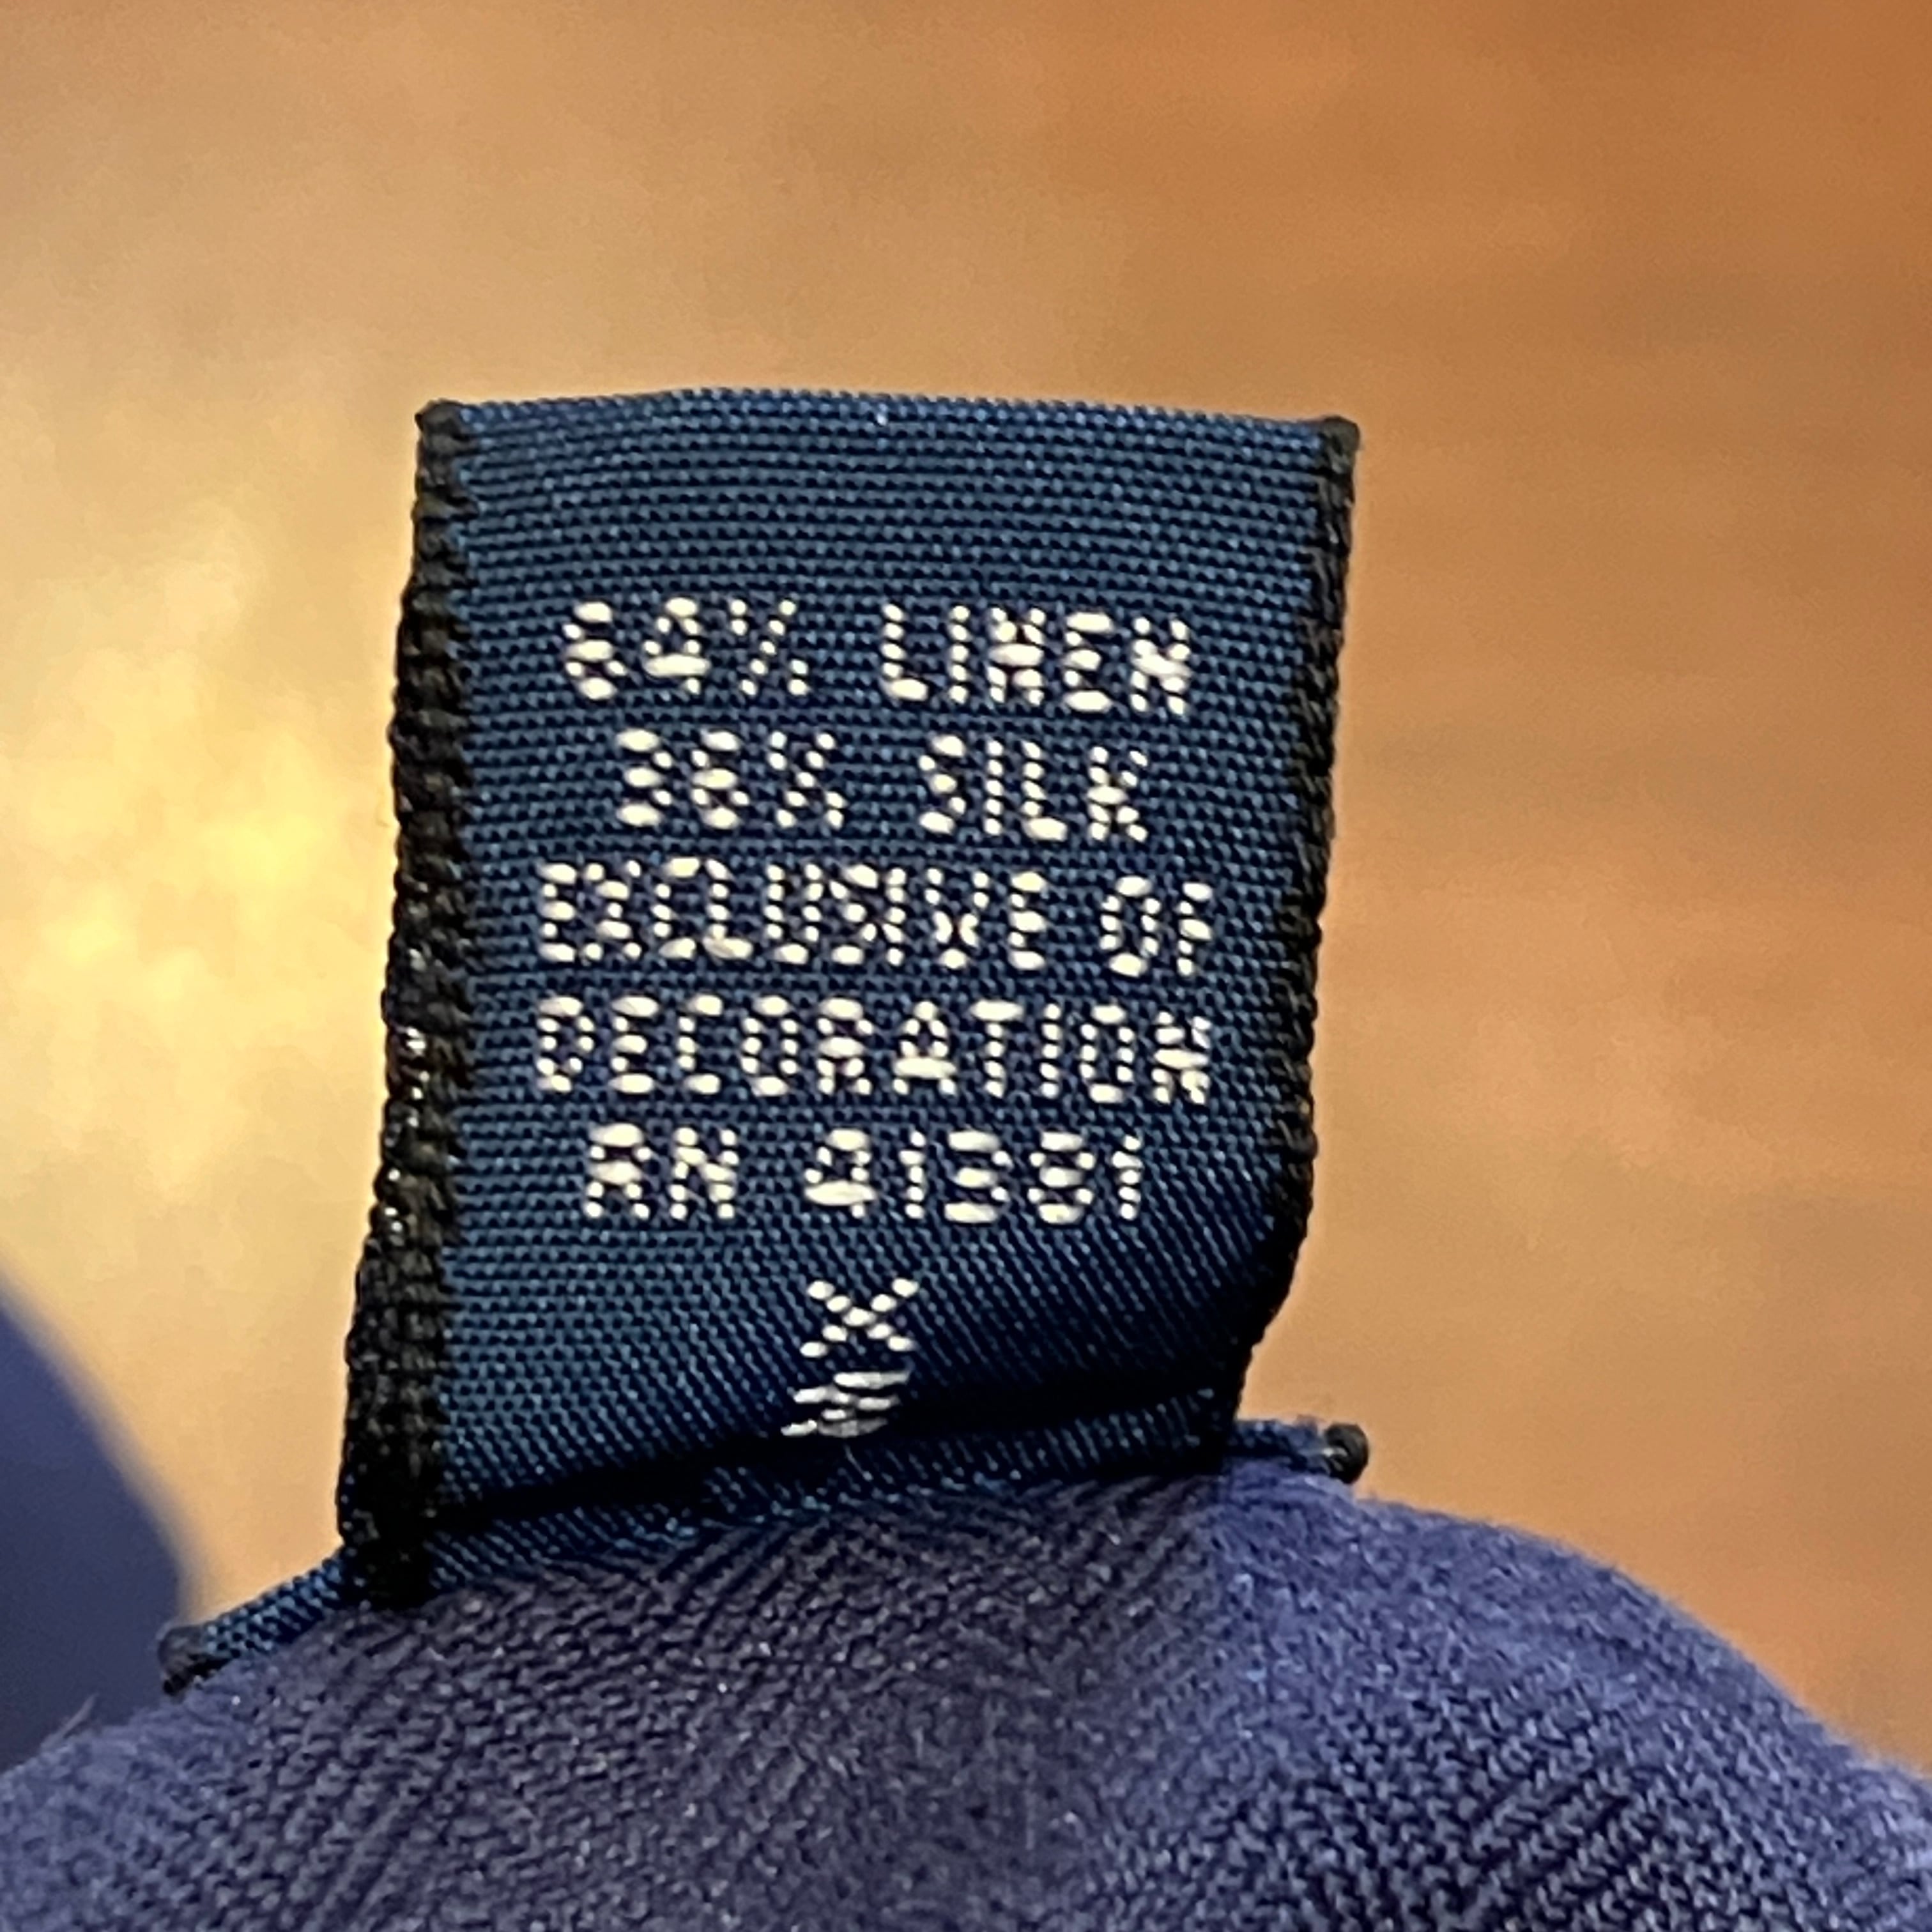 64% LINEN
36% SILK
EXCLUSIVE OF
DECORATION
RN 41381
X